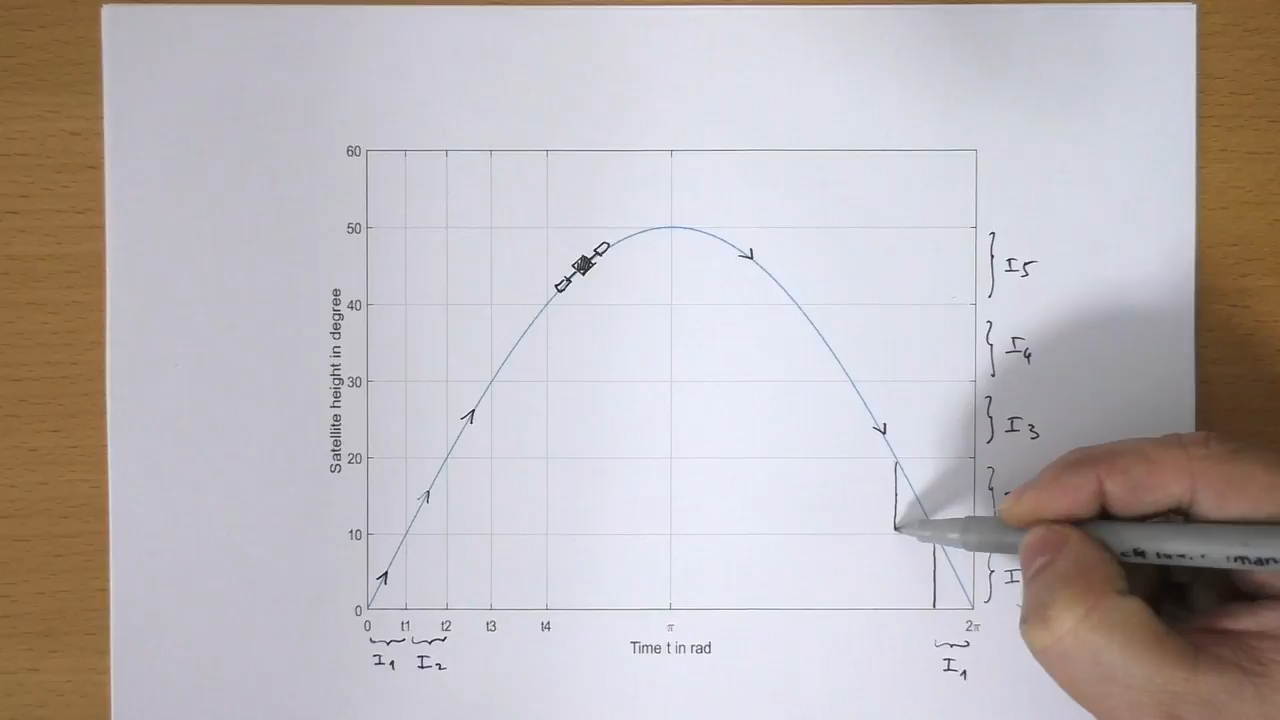 60
50
I5
40
I4
30
I3
20
10
I
0
Satellite height in degree
0 t1 t2 t3 t4 π 2π
Time t in rad
I1 I2 I1